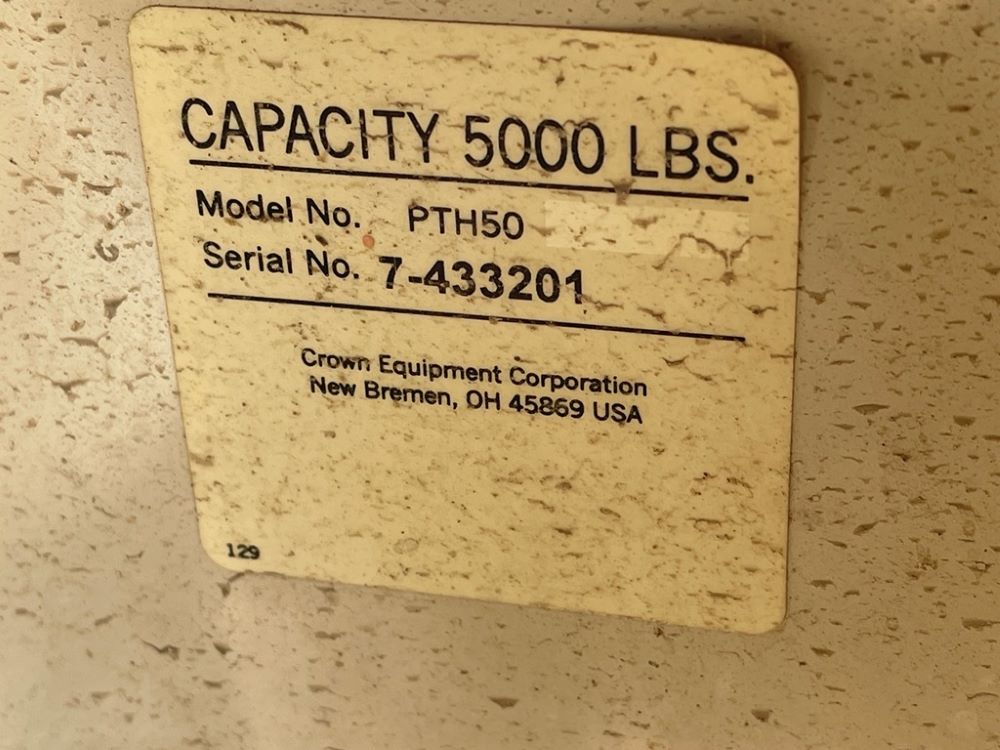 CAPACITY 5000 LBS.
Model No. PTH50
Serial No. 7-433201
Crown Equipment Corporation
New Bremen, OH 45869 USA
129